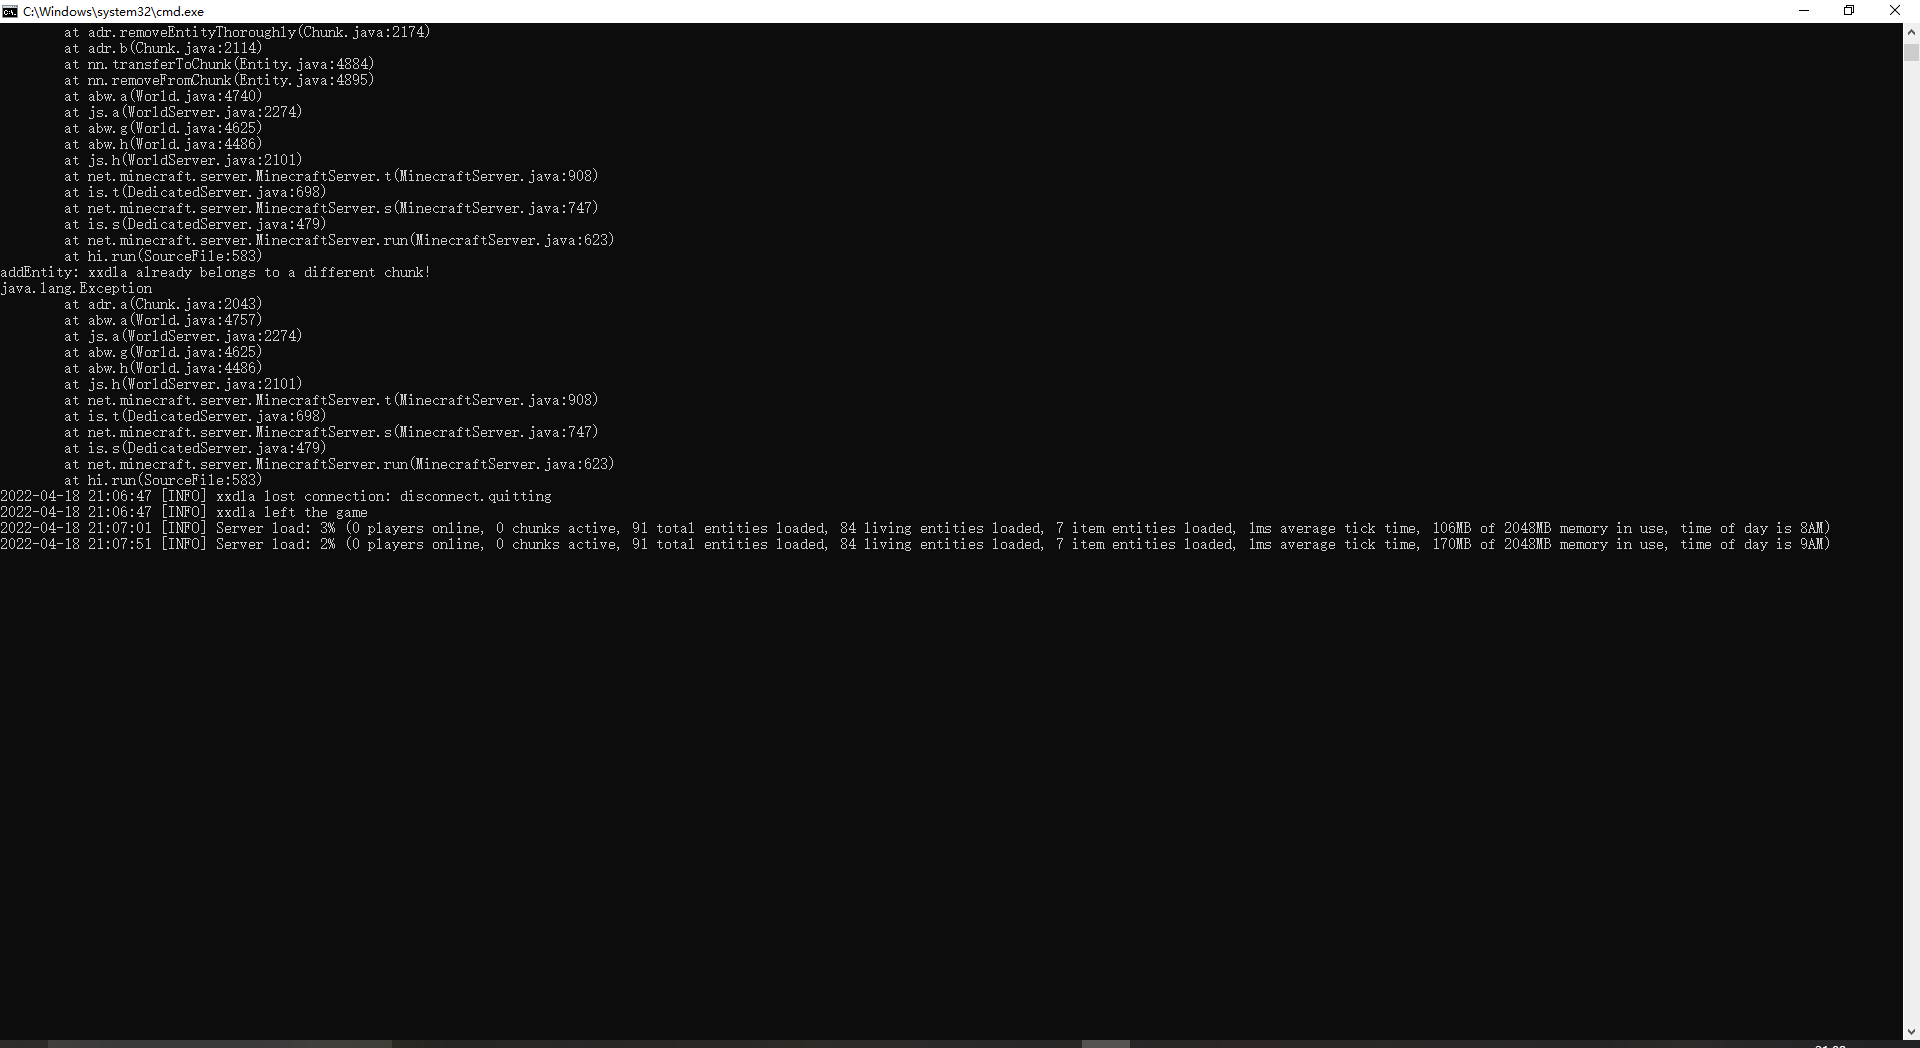 C:\Windows\system32\cmd.exe
at adr.removeEntityThoroughly(Chunk.java:2174)
at adr.b(Chunk.java:2114)
at nn.transferToChunk(Entity.java:4884)
at nn.removeFromChunk(Entity.java:4895)
at abw.a(World.java:4740)
at js.a(WorldServer.java:2274)
at abw.g(World.java:4625)
at abw.h(World.java:4486)
at js.h(WorldServer.java:2101)
at net.minecraft.server.MinecraftServer.t(MinecraftServer.java:908)
at is.t(DedicatedServer.java:698)
at net.minecraft.server.MinecraftServer.s(MinecraftServer.java:747)
at is.s(DedicatedServer.java:479)
at net.minecraft.server.MinecraftServer.run(MinecraftServer.java:623)
at hi.run(SourceFile:583)
addEntity: xxdla already belongs to a different chunk!
java.lang.Exception
at adr.a(Chunk.java:2043)
at abw.a(World.java:4757)
at js.a(WorldServer.java:2274)
at abw.g(World.java:4625)
at abw.h(World.java:4486)
at js.h(WorldServer.java:2101)
at net.minecraft.server.MinecraftServer.t(MinecraftServer.java:908)
at is.t(DedicatedServer.java:698)
at net.minecraft.server.MinecraftServer.s(MinecraftServer.java:747)
at is.s(DedicatedServer.java:479)
at net.minecraft.server.MinecraftServer.run(MinecraftServer.java:623)
at hi.run(SourceFile:583)
2022-04-18 21:06:47 [INFO] xxdla lost connection: disconnect.quitting
2022-04-18 21:06:47 [INFO] xxdla left the game
2022-04-18 21:07:01 [INFO] Server load: 3% (0 players online, 0 chunks active, 91 total entities loaded, 84 living entities loaded, 7 item entities loaded, 1ms average tick time, 106MB of 2048MB memory in use, time of day is 8AM)
2022-04-18 21:07:51 [INFO] Server load: 2% (0 players online, 0 chunks active, 91 total entities loaded, 84 living entities loaded, 7 item entities loaded, 1ms average tick time, 170MB of 2048MB memory in use, time of day is 9AM)